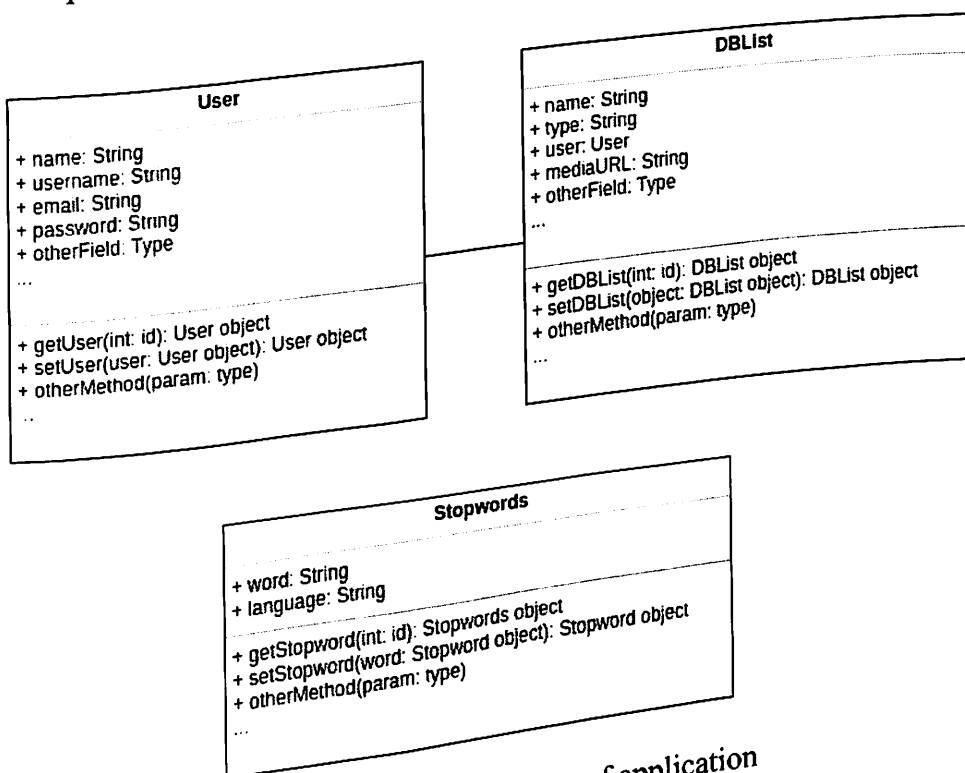 User
+ name: String
+ username: String
+ email: String
+ password: String
+ otherField: Type
...
+ getUser(int: id): User object
+ setUser(user: User object): User object
+ otherMethod(param: type)
..
DBList
+ name: String
+ type: String
+ user: User
+ mediaURL: String
+ otherField: Type
...
+ getDBList(int: id): DBList object
+ setDBList(object: DBList object): DBList object
+ otherMethod(param: type)
...
Stopwords
+ word: String
+ language: String
+ getStopword(int: id): Stopwords object
+ setStopword(word: Stopword object): Stopword object
+ otherMethod(param: type)
...
application